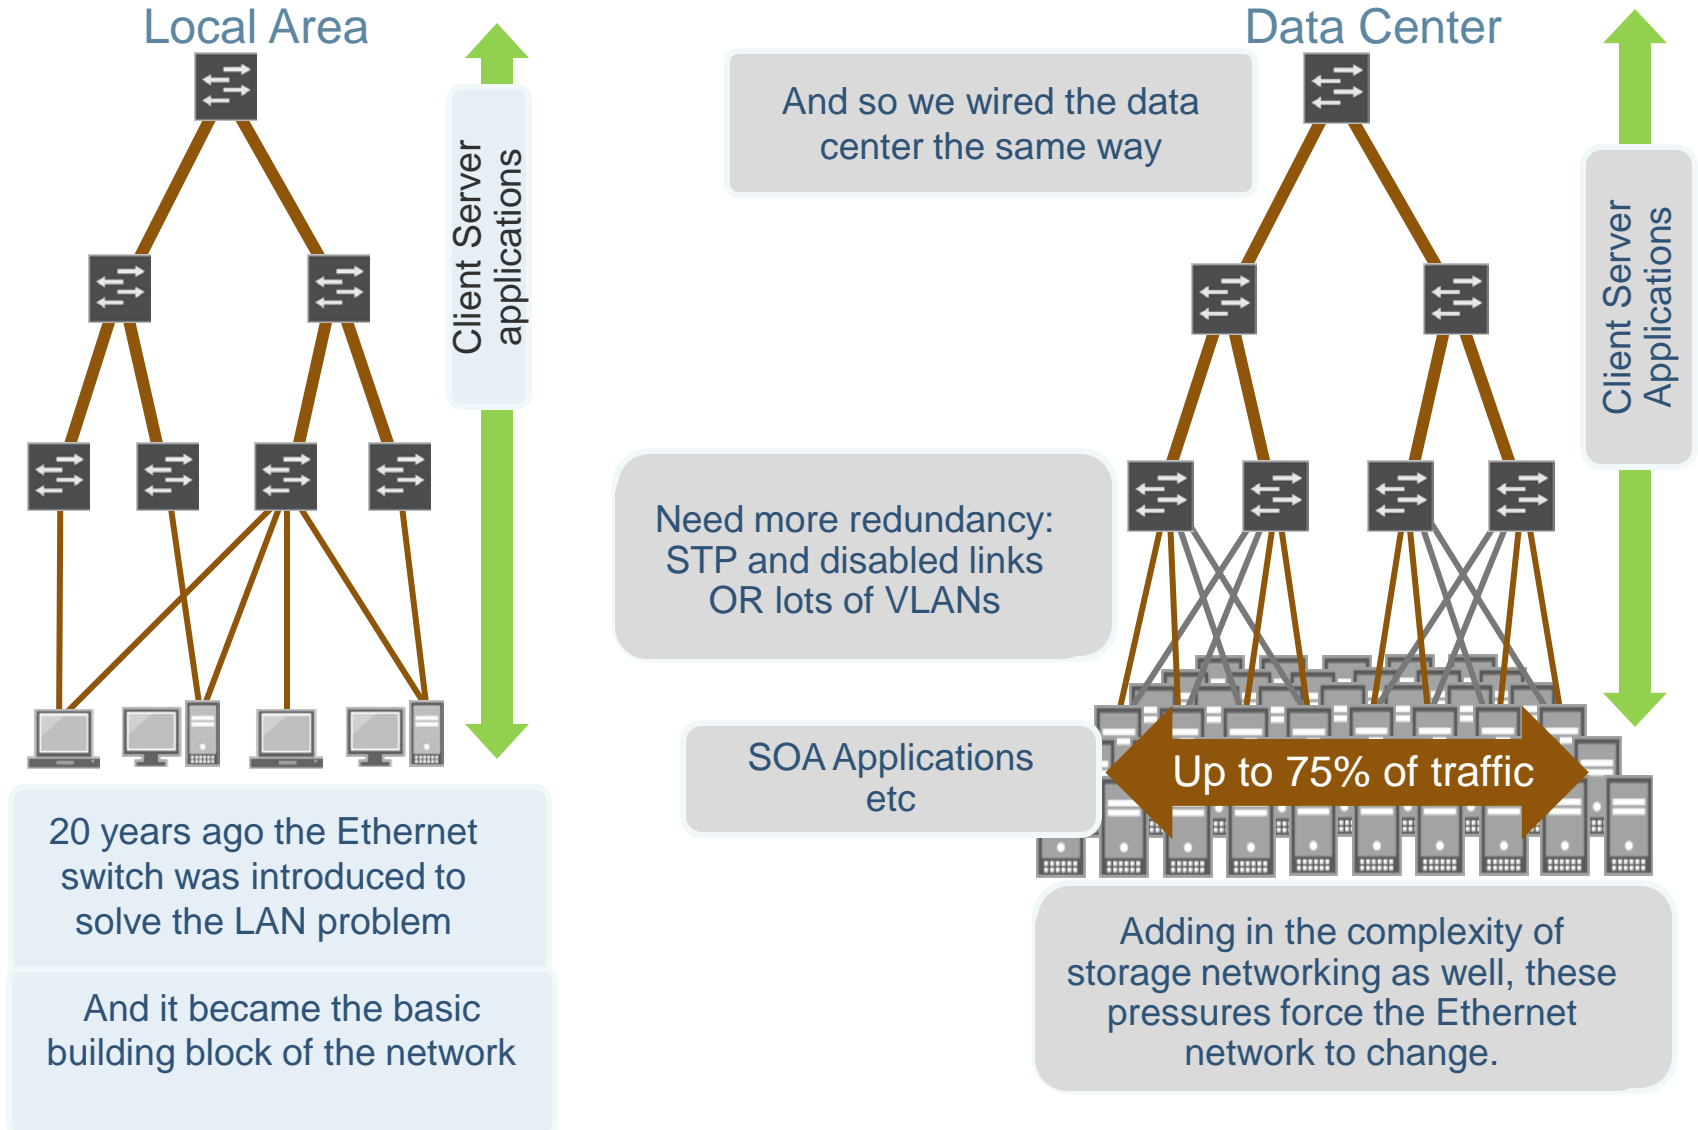 Local Area
Client Server
applications
20 years ago the Ethernet
switch was introduced to
solve the LAN problem
And it became the basic
building block of the network
Data Center
And so we wired the data
center the same way
Client Server
Applications
Need more redundancy:
STP and disabled links
OR lots of VLANs
SOA Applications
etc
Up to 75% of traffic
Adding in the complexity of
storage networking as well, these
pressures force the Ethernet
network to change.